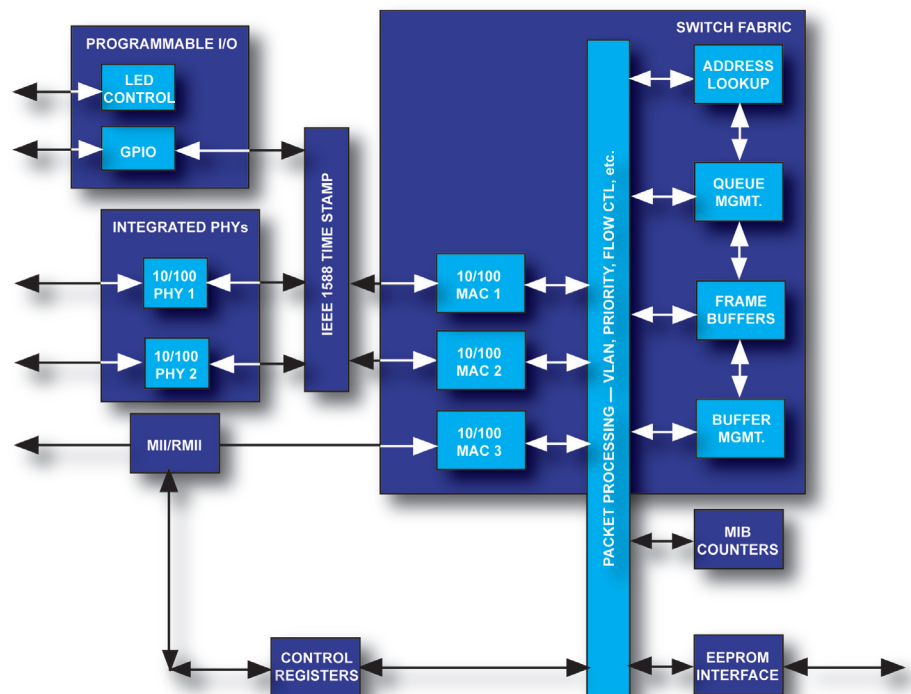 PROGRAMMABLE I/O
LED
CONTROL
GPIO
INTEGRATED PHYs
10/100
PHY 1
10/100
PHY 2
MII/RMII
IEEE 1588 TIME STAMP
SWITCH FABRIC
10/100
MAC 1
10/100
MAC 2
10/100
MAC 3
PACKET PROCESSING — VLAN, PRIORITY, FLOW CTL, etc.
ADDRESS
LOOKUP
QUEUE
MGMT.
FRAME
BUFFERS
BUFFER
MGMT.
MIB
COUNTERS
CONTROL
REGISTERS
EEPROM
INTERFACE